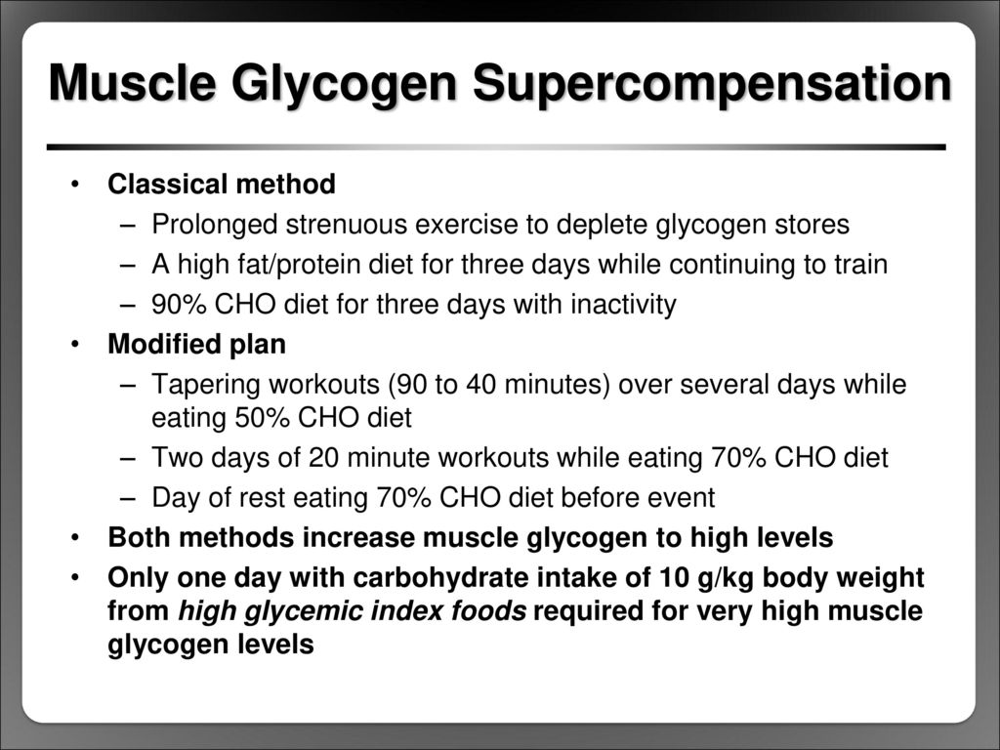 Muscle Glycogen Supercompensation
• Classical method
– Prolonged strenuous exercise to deplete glycogen stores
– A high fat/protein diet for three days while continuing to train
– 90% CHO diet for three days with inactivity
• Modified plan
– Tapering workouts (90 to 40 minutes) over several days while
eating 50% CHO diet
– Two days of 20 minute workouts while eating 70% CHO diet
– Day of rest eating 70% CHO diet before event
• Both methods increase muscle glycogen to high levels
• Only one day with carbohydrate intake of 10 g/kg body weight
from high glycemic index foods required for very high muscle
glycogen levels